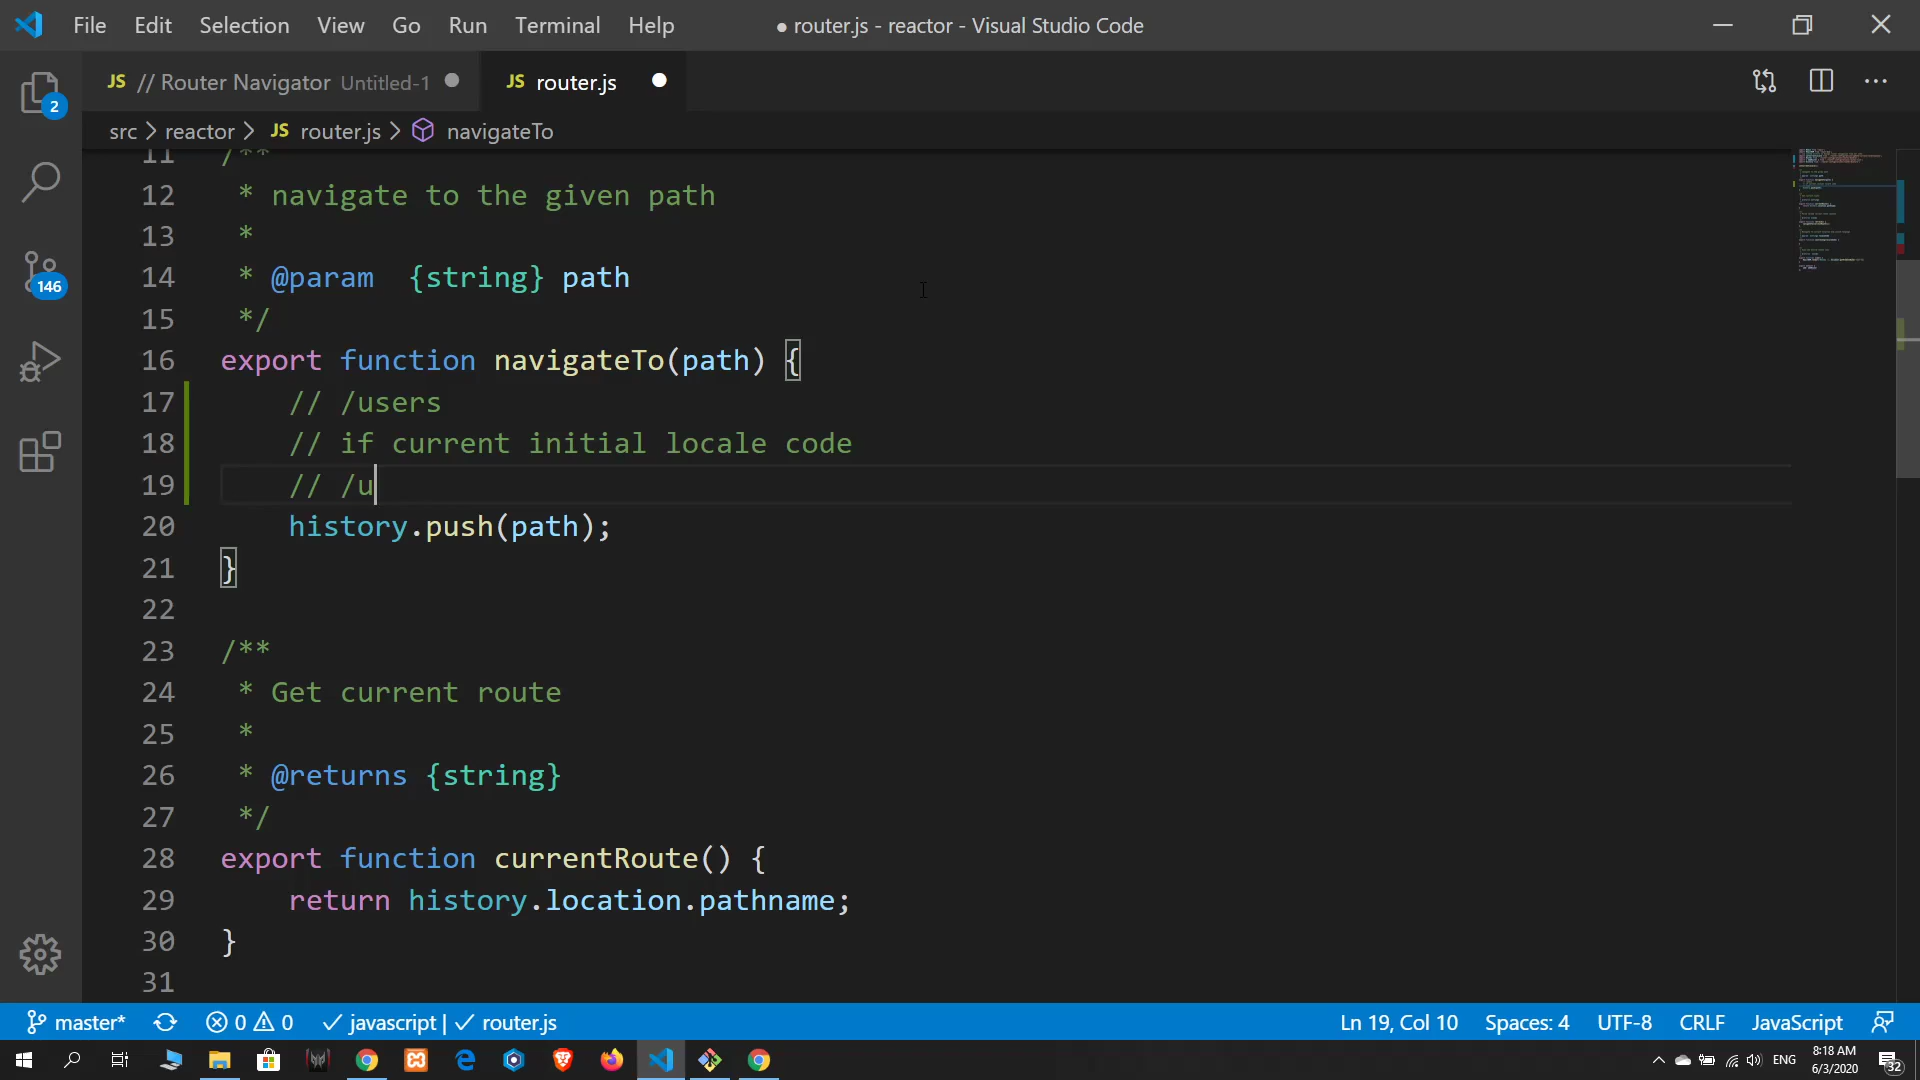 File Edit Selection View Go Run Terminal Help ● router.js - reactor - Visual Studio Code
JS // Router Navigator Untitled-1 ● JS router.js ●
src > reactor > JS router.js > navigateTo
2
146
11 /**
12  * navigate to the given path
13  *
14  * @param  {string} path
15  */
16 export function navigateTo(path) {
17     // /users
18     // if current initial locale code
19     // /u
20     history.push(path);
21 }
22
23 /**
24  * Get current route
25  *
26  * @returns {string}
27  */
28 export function currentRoute() {
29     return history.location.pathname;
30 }
31
master* 0 0 ✓ javascript | ✓ router.js Ln 19, Col 10 Spaces: 4 UTF-8 CRLF JavaScript
ENG 8:18 AM 32
6/3/2020